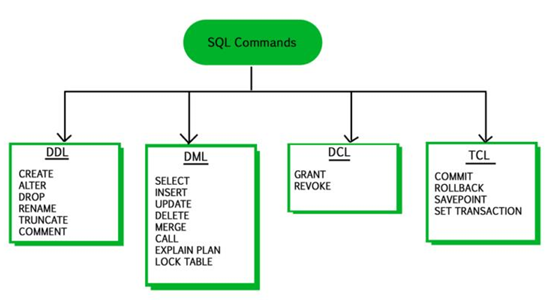 SQL Commands
DDL
CREATE
ALTER
DROP
RENAME
TRUNCATE
COMMENT
DML
SELECT
INSERT
UPDATE
DELETE
MERGE
CALL
EXPLAIN PLAN
LOCK TABLE
DCL
GRANT
REVOKE
TCL
COMMIT
ROLLBACK
SAVEPOINT
SET TRANSACTION